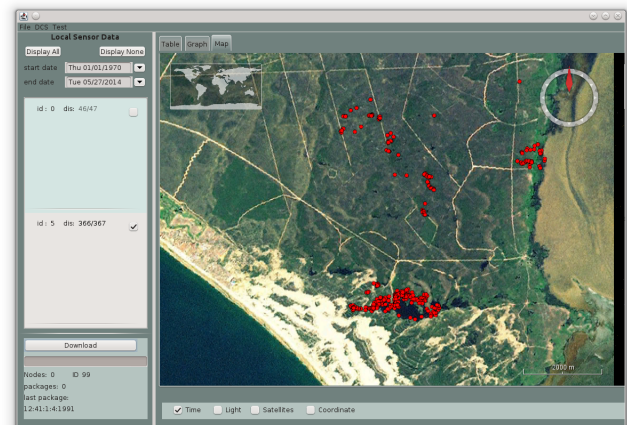 File DCS Test
Local Sensor Data
Display All Display None
start date Thu 01/01/1970
end date Tue 05/27/2014
id: 0 dis: 46/47
id: 5 dis: 366/367
Download
Nodes: 0 ID 99
packages: 0
last package:
12:41:1:4:1991
Table Graph Map
2000 m
Time Light Satellites Coordinate